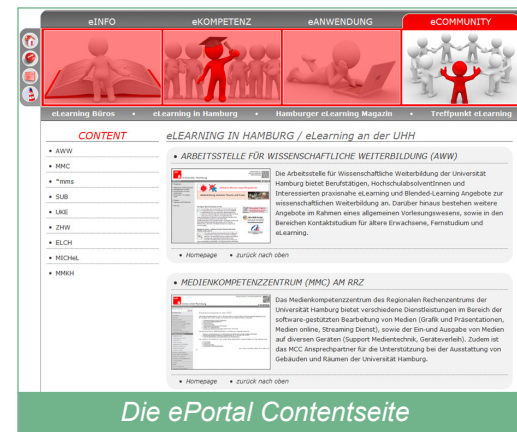 eINFO eKOMPETENZ eANWENDUNG eCOMMUNITY
eLearning Büros • eLearning in Hamburg • Hamburger eLearning Magazin • Treffpunkt eLearning
CONTENT
• AWW
• MMC
• *mms
• SUB
• UKE
• ZHW
• ELCH
• MICHeL
• MMKH
eLEARNING IN HAMBURG / eLearning an der UHH
• ARBEITSSTELLE FÜR WISSENSCHAFTLICHE WEITERBILDUNG (AWW)
Die Arbeitsstelle für Wissenschaftliche Weiterbildung der Universität
Hamburg bietet Berufstätigen, HochschulabsolventInnen und
Interessierten praxisnahe eLearning und Blended-Learning Angebote zur
wissenschaftlichen Weiterbildung an. Darüber hinaus bestehen weitere
Angebote im Rahmen eines allgemeinen Vorlesungswesens, sowie in den
Bereichen Kontaktstudium für ältere Erwachsene, Fernstudium und
eLearning.
• Homepage • zurück nach oben
• MEDIENKOMPETENZZENTRUM (MMC) AM RRZ
Das Medienkompetenzzentrum des Regionalen Rechenzentrums der
Universität Hamburg bietet verschiedene Dienstleistungen im Bereich der
software-gestützten Bearbeitung von Medien (Grafik und Präsentationen,
Medien online, Streaming Dienst), sowie der Ein-und Ausgabe von Medien
auf diversen Geräten (Support Medientechnik, Geräteverleih). Zudem ist
das MCC Ansprechpartner für die Unterstützung bei der Ausstattung von
Gebäuden und Räumen der Universität Hamburg.
• Homepage • zurück nach oben
Die ePortal Contentseite